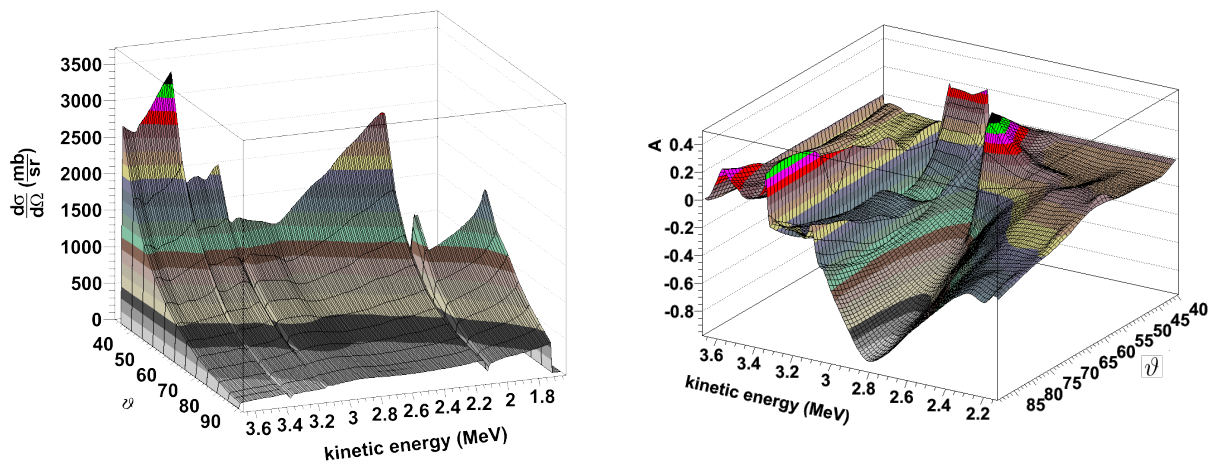 dσ/dΩ (mb/sr)
3500
3000
2500
2000
1500
1000
500
0
40
50
60
70
80
90
ϑ
3.6 3.4 3.2 3 2.8 2.6 2.4 2.2 2 1.8
kinetic energy (MeV)
A
0.4
0.2
0
-0.2
-0.4
-0.6
-0.8
3.6 3.4 3.2 3 2.8 2.6 2.4 2.2
kinetic energy (MeV)
85 80 75 70 65 60 55 50 45 40
ϑ